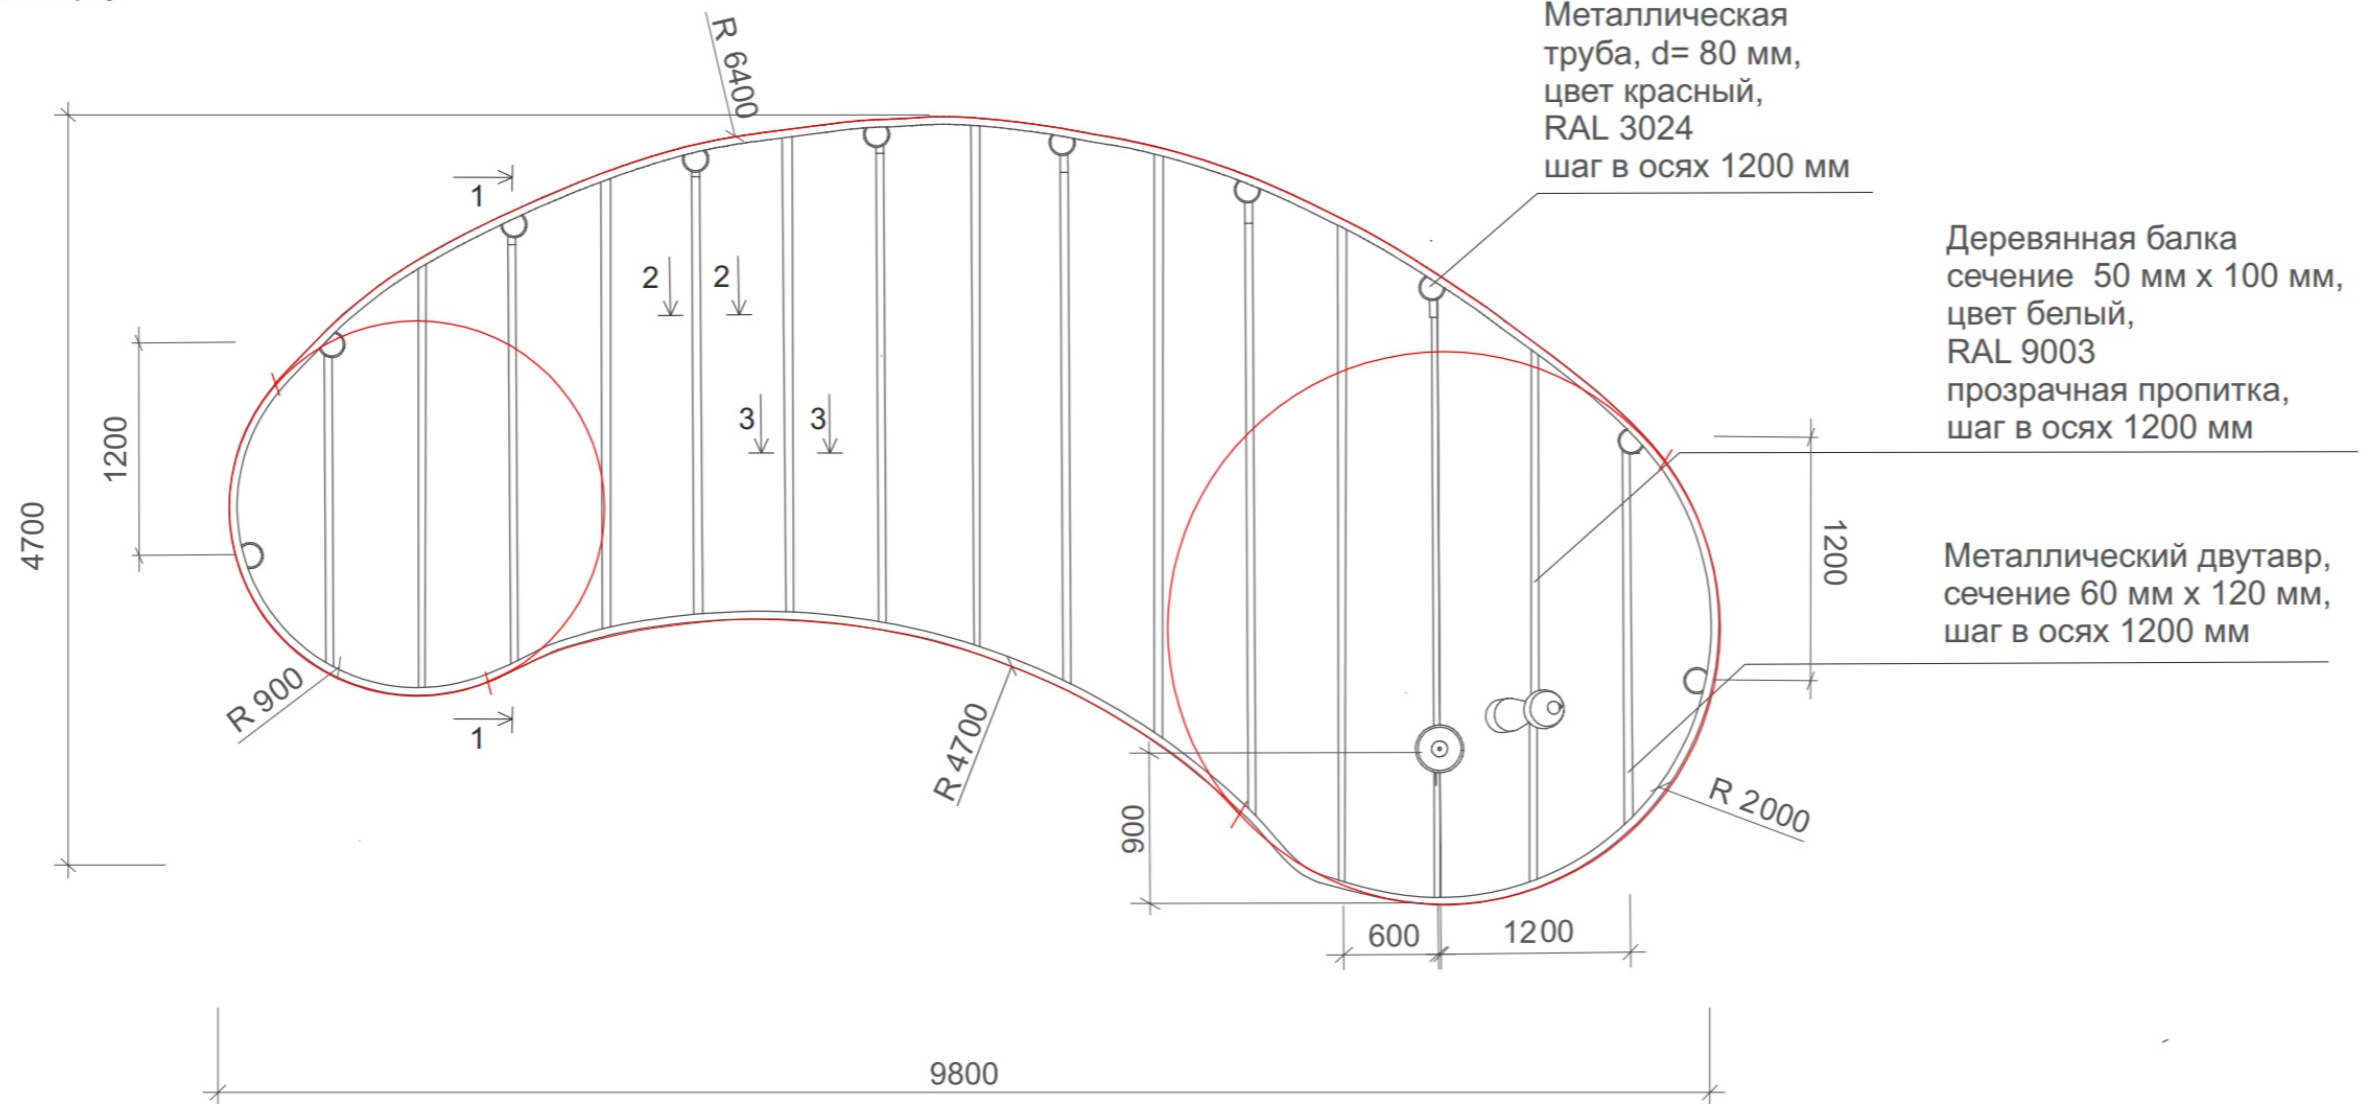 Металлическая
труба, d= 80 мм,
цвет красный,
RAL 3024
шаг в осях 1200 мм
Деревянная балка
сечение 50 мм х 100 мм,
цвет белый,
RAL 9003
прозрачная пропитка,
шаг в осях 1200 мм
Металлический двутавр,
сечение 60 мм х 120 мм,
шаг в осях 1200 мм
R 6400
1
2 2
3 3
1200
4700
R 900
1
R 4700
900
1200
R 2000
600
1200
9800